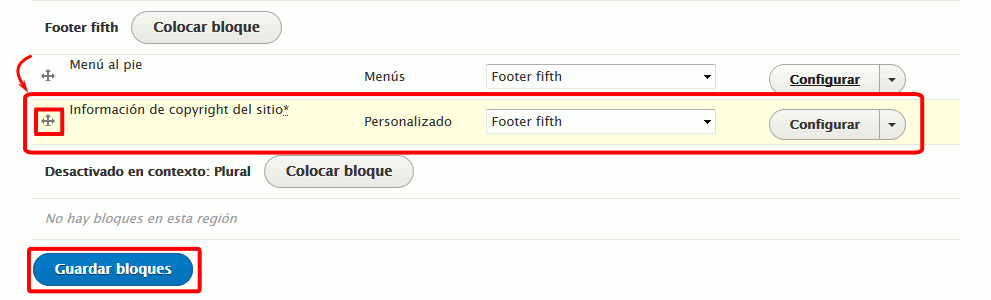 Footer fifth Colocar bloque
Menú al pie Menús Footer fifth Configurar
Información de copyright del sitio* Personalizado Footer fifth Configurar
Desactivado en contexto: Plural Colocar bloque
No hay bloques en esta región
Guardar bloques